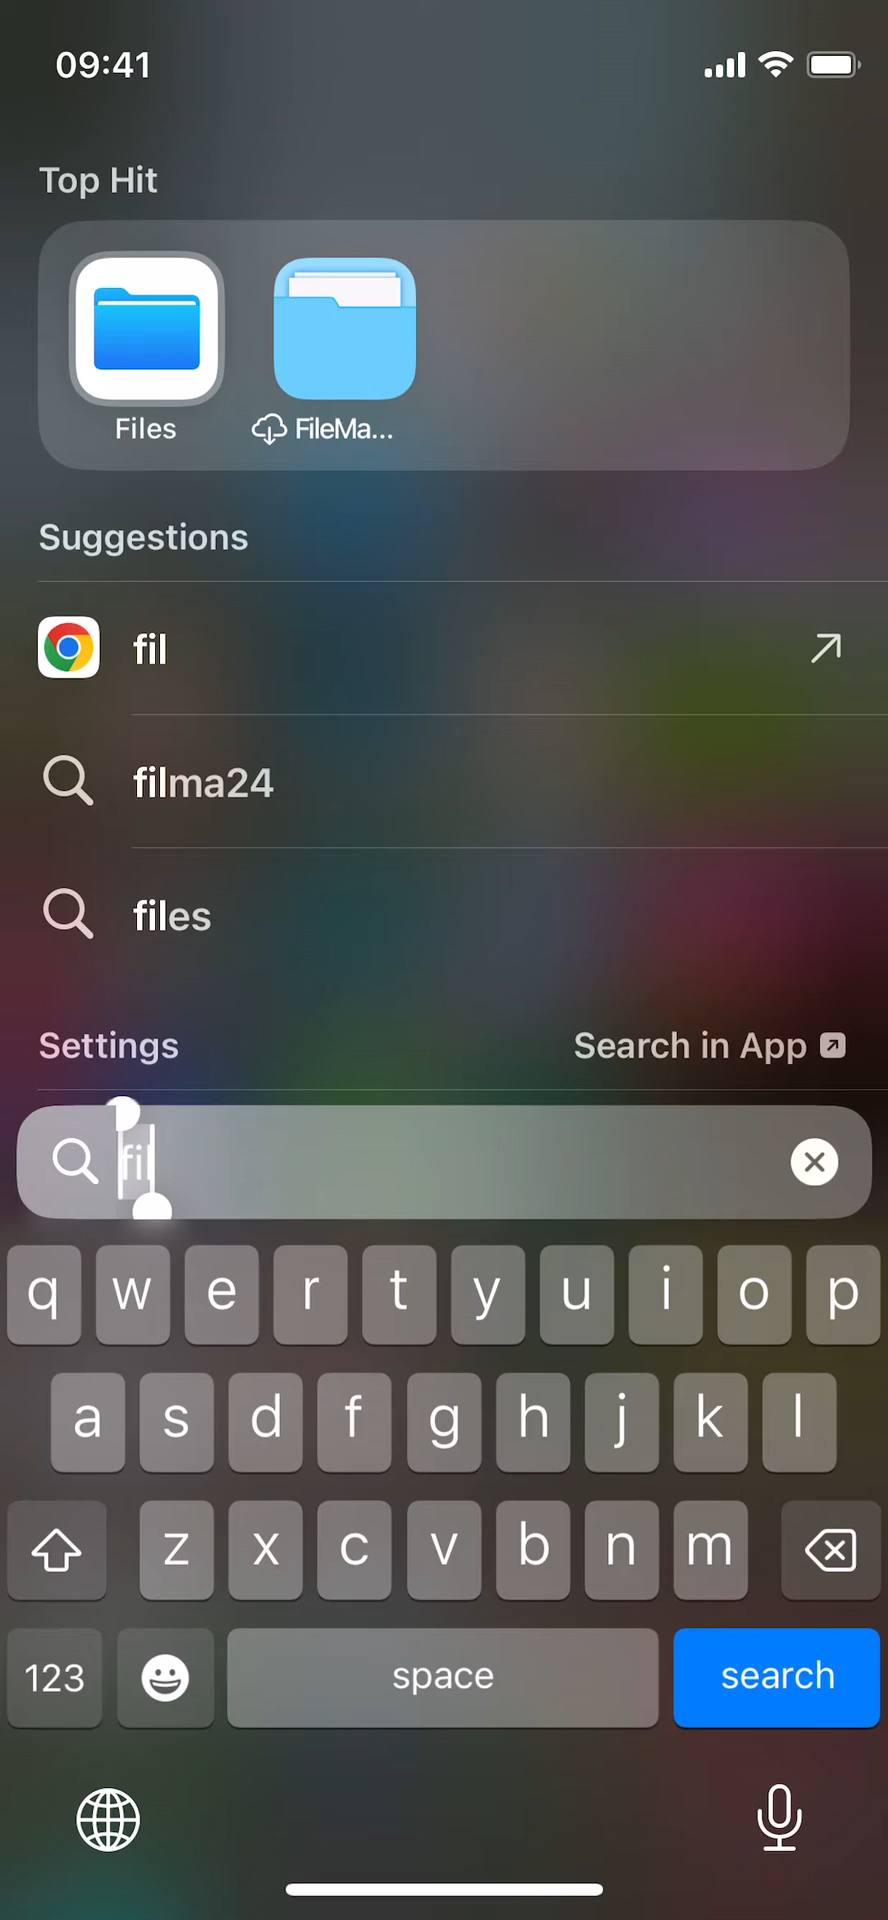 09:41
Top Hit
Files
FileMa...
Suggestions
fil
filma24
files
Settings
Search in App
fil
q w e r t y u i o p
a s d f g h j k l
z x c v b n m
123
space
search